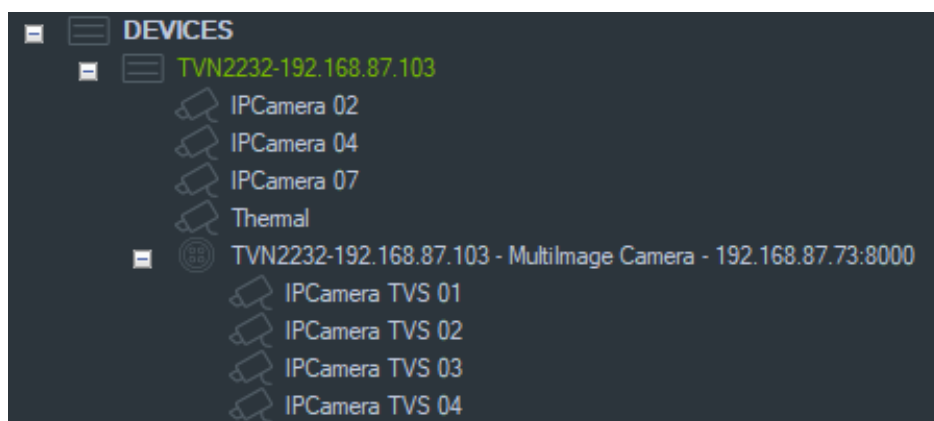 DEVICES
TVN2232-192.168.87.103
IPCamera 02
IPCamera 04
IPCamera 07
Thermal
TVN2232-192.168.87.103 - MultiImage Camera - 192.168.87.73:8000
IPCamera TVS 01
IPCamera TVS 02
IPCamera TVS 03
IPCamera TVS 04